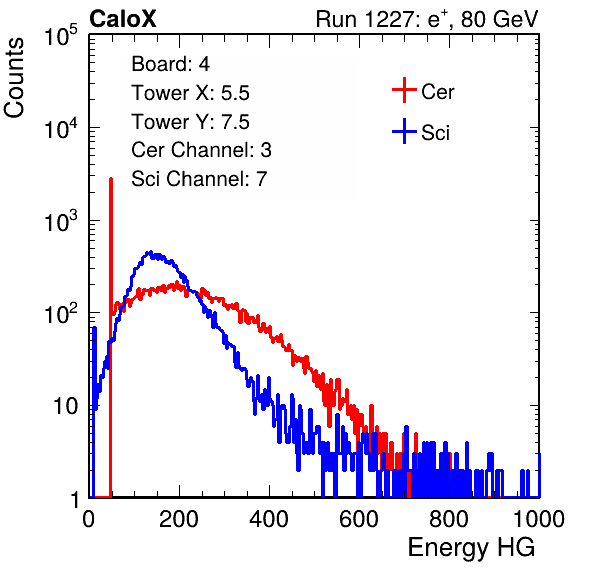 CaloX Run 1227: e⁺, 80 GeV
Counts
Board: 4
Tower X: 5.5
Tower Y: 7.5
Cer Channel: 3
Sci Channel: 7
Cer
Sci
10⁵
10⁴
10³
10²
10
1
0 200 400 600 800 1000
Energy HG